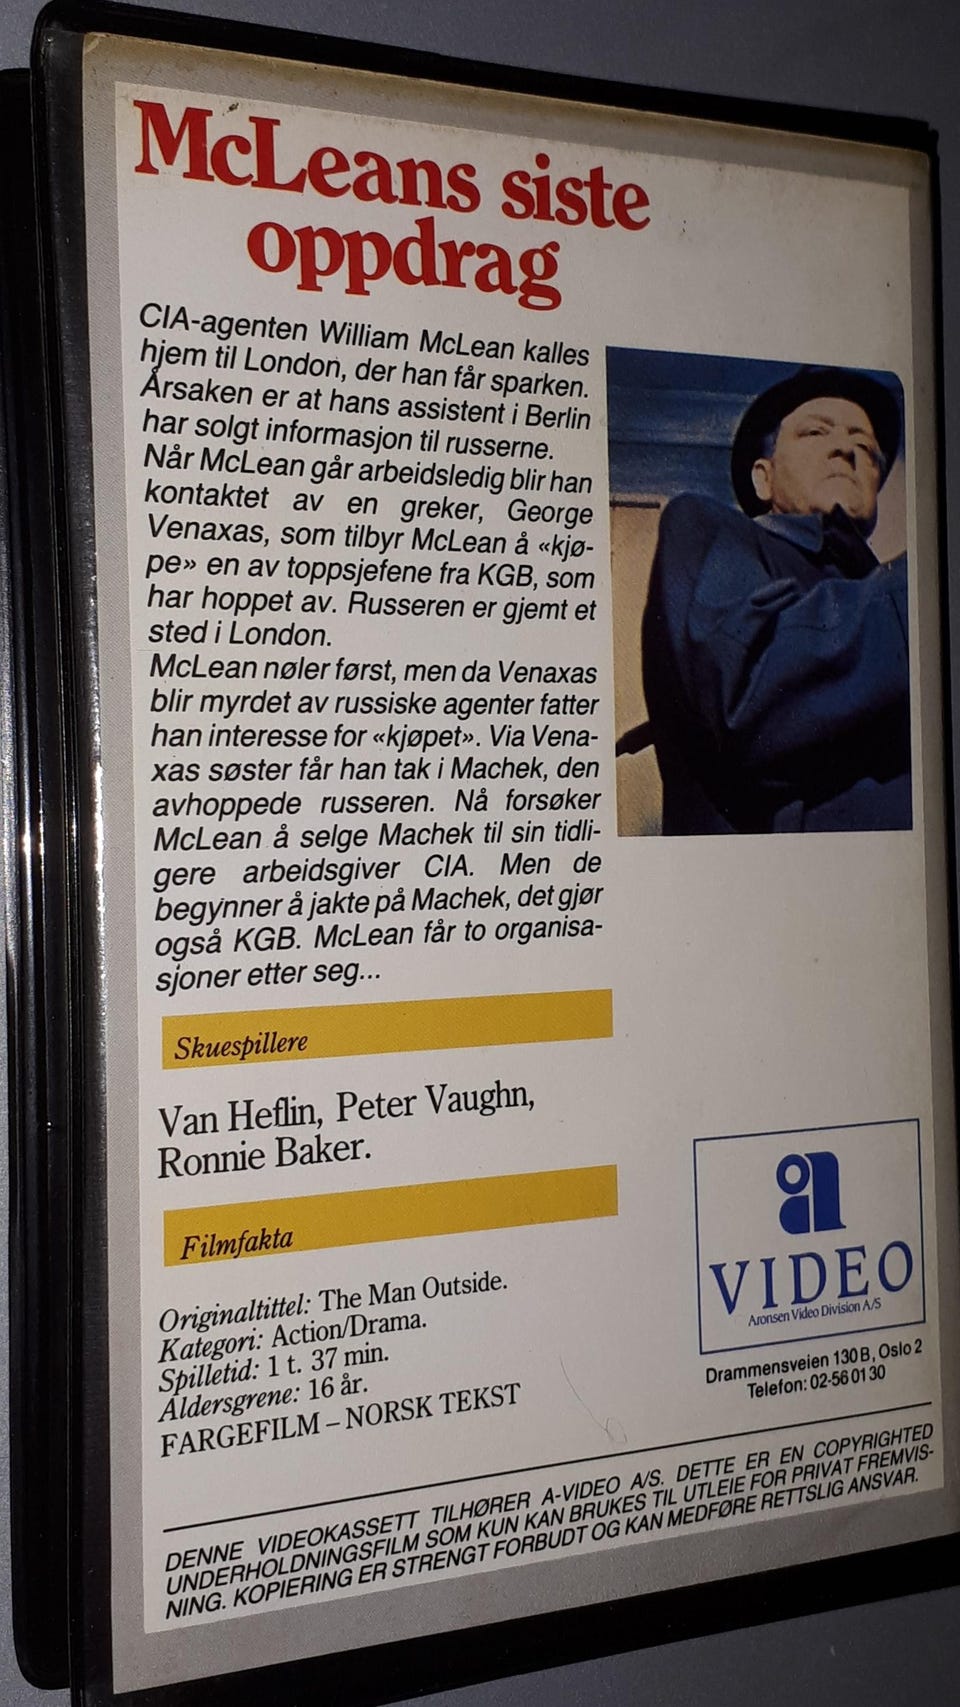 McLeans siste
oppdrag
CIA-agenten William McLean kalles
hjem til London, der han får sparken.
Årsaken er at hans assistent i Berlin
har solgt informasjon til russerne.
Når McLean går arbeidsledig blir han
kontaktet av en greker, George
Venaxas, som tilbyr McLean å «kjø-
pe» en av toppsjefene fra KGB, som
har hoppet av. Russeren er gjemt et
sted i London.
McLean nøler først, men da Venaxas
blir myrdet av russiske agenter fatter
han interesse for «kjøpet». Via Vena-
xas søster får han tak i Machek, den
avhoppede russeren. Nå forsøker
McLean å selge Machek til sin tidli-
gere arbeidsgiver CIA. Men de
begynner å jakte på Machek, det gjør
også KGB. McLean får to organisa-
sjoner etter seg...
Skuespillere
Van Heflin, Peter Vaughn,
Ronnie Baker.
Filmfakta
Originaltittel: The Man Outside.
Kategori: Action/Drama.
Spilletid: 1 t. 37 min.
Aldersgrene: 16 år.
FARGEFILM – NORSK TEKST
a
VIDEO
Aronsen Video Division A/S
Drammensveien 130 B, Oslo 2
Telefon: 02-56 01 30
DENNE VIDEOKASSETT TILHØRER A-VIDEO A/S. DETTE ER EN COPYRIGHTED
UNDERHOLDNINGSFILM SOM KUN KAN BRUKES TIL UTLEIE FOR PRIVAT FREMVIS-
NING. KOPIERING ER STRENGT FORBUDT OG KAN MEDFØRE RETTSLIG ANSVAR.